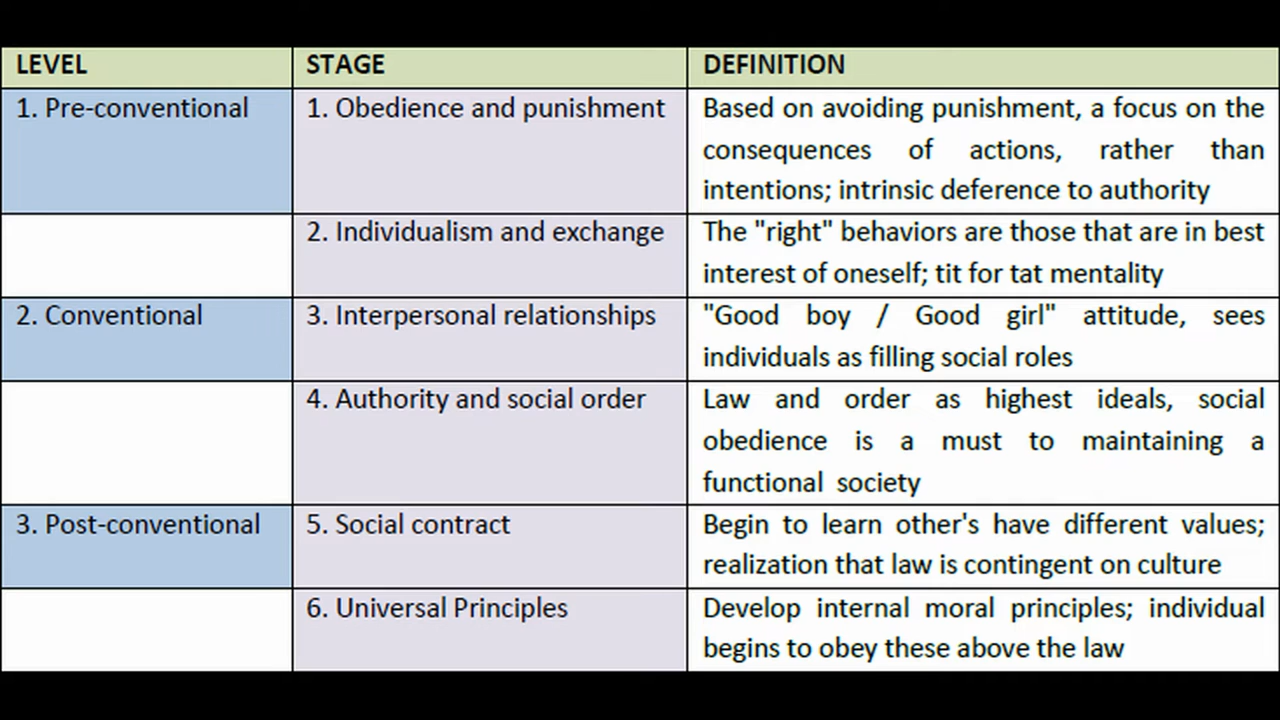 LEVEL STAGE DEFINITION
1. Pre-conventional 1. Obedience and punishment Based on avoiding punishment, a focus on the
consequences of actions, rather than
intentions; intrinsic deference to authority
2. Individualism and exchange The "right" behaviors are those that are in best
interest of oneself; tit for tat mentality
2. Conventional 3. Interpersonal relationships "Good boy / Good girl" attitude, sees
individuals as filling social roles
4. Authority and social order Law and order as highest ideals, social
obedience is a must to maintaining a
functional society
3. Post-conventional 5. Social contract Begin to learn other's have different values;
realization that law is contingent on culture
6. Universal Principles Develop internal moral principles; individual
begins to obey these above the law